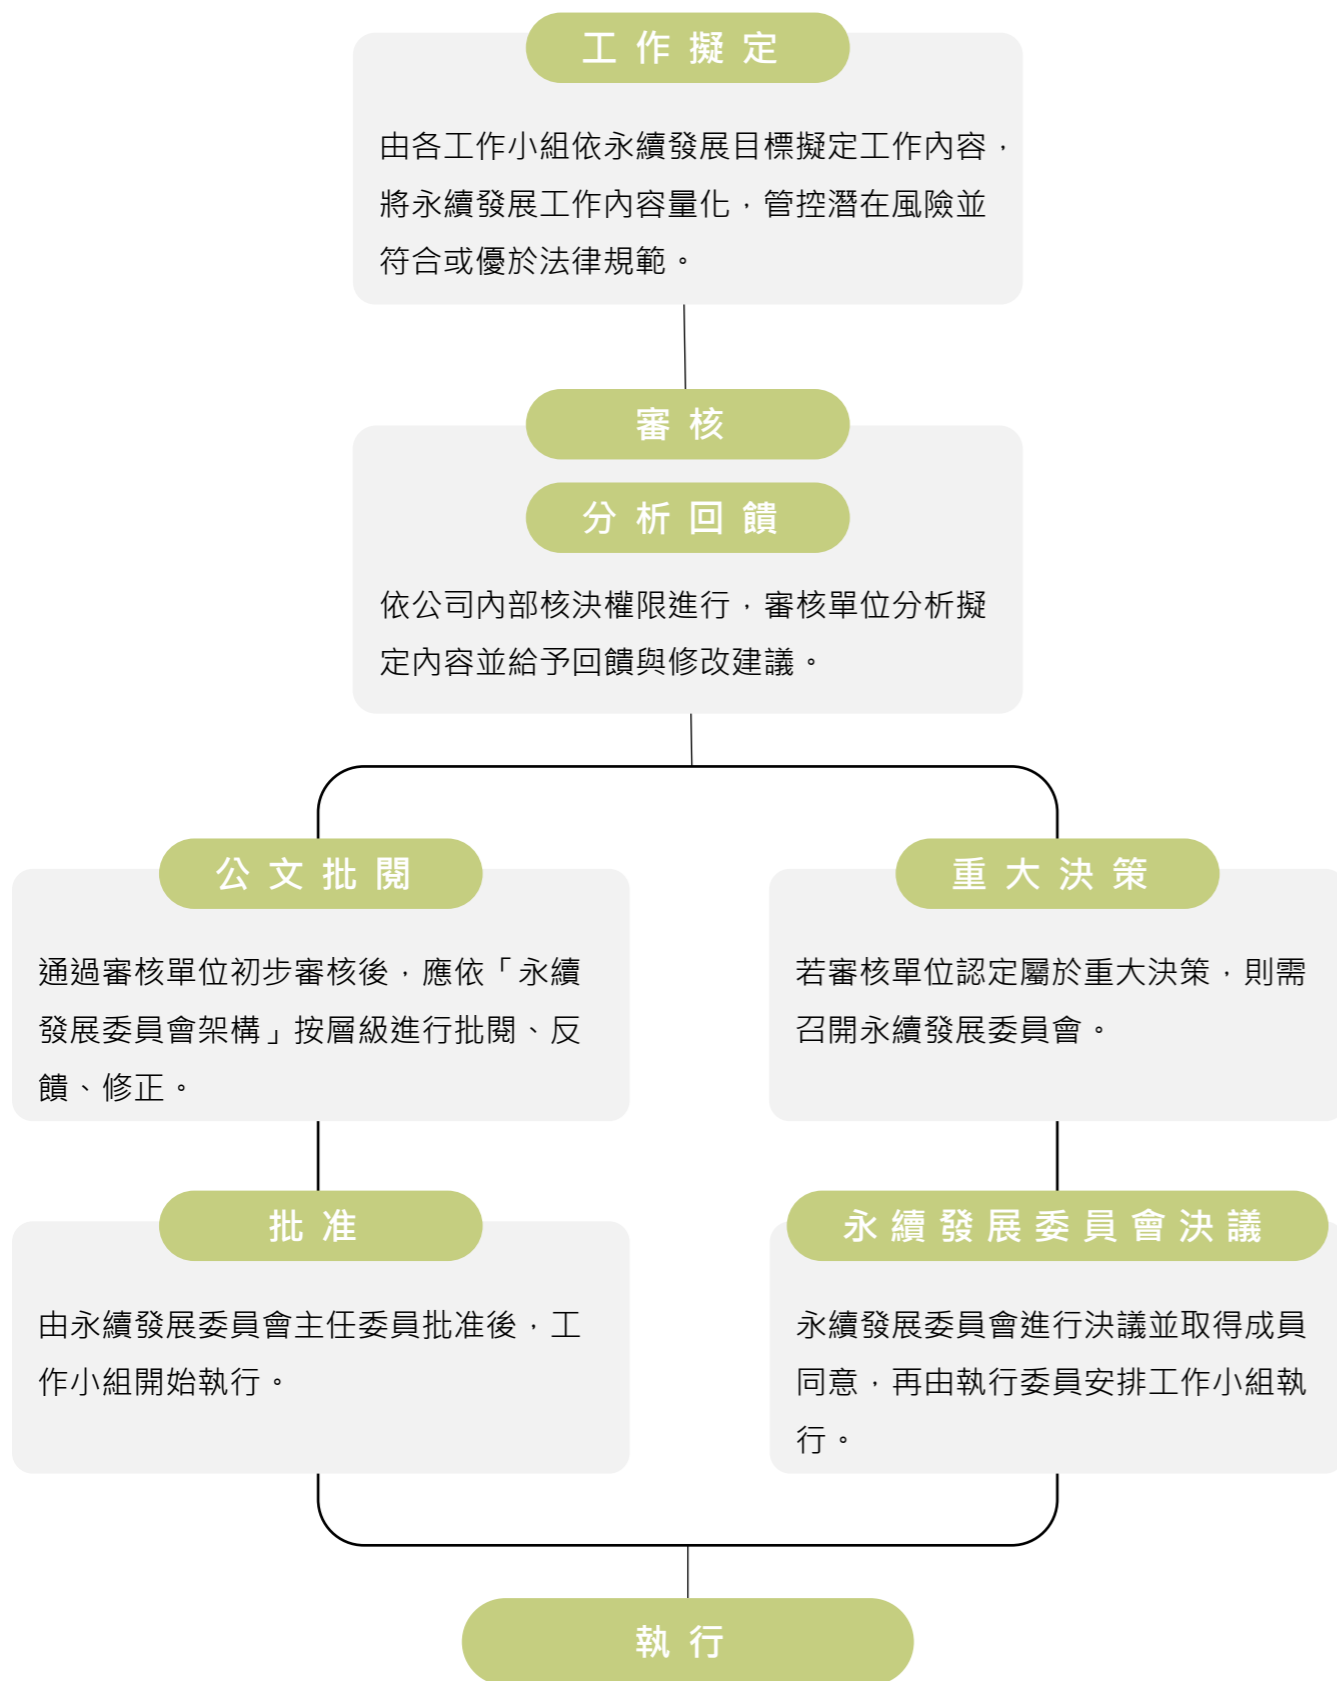 工作擬定
由各工作小組依永續發展目標擬定工作內容，
將永續發展工作內容量化，管控潛在風險並
符合或優於法律規範。
審核
分析回饋
依公司內部核決權限進行，審核單位分析擬
定內容並給予回饋與修改建議。
公文批閱
通過審核單位初步審核後，應依「永續
發展委員會架構」按層級進行批閱、反
饋、修正。
批准
由永續發展委員會主任委員批准後，工
作小組開始執行。
重大決策
若審核單位認定屬於重大決策，則需
召開永續發展委員會。
永續發展委員會決議
永續發展委員會進行決議並取得成員
同意，再由執行委員安排工作小組執
行。
執行